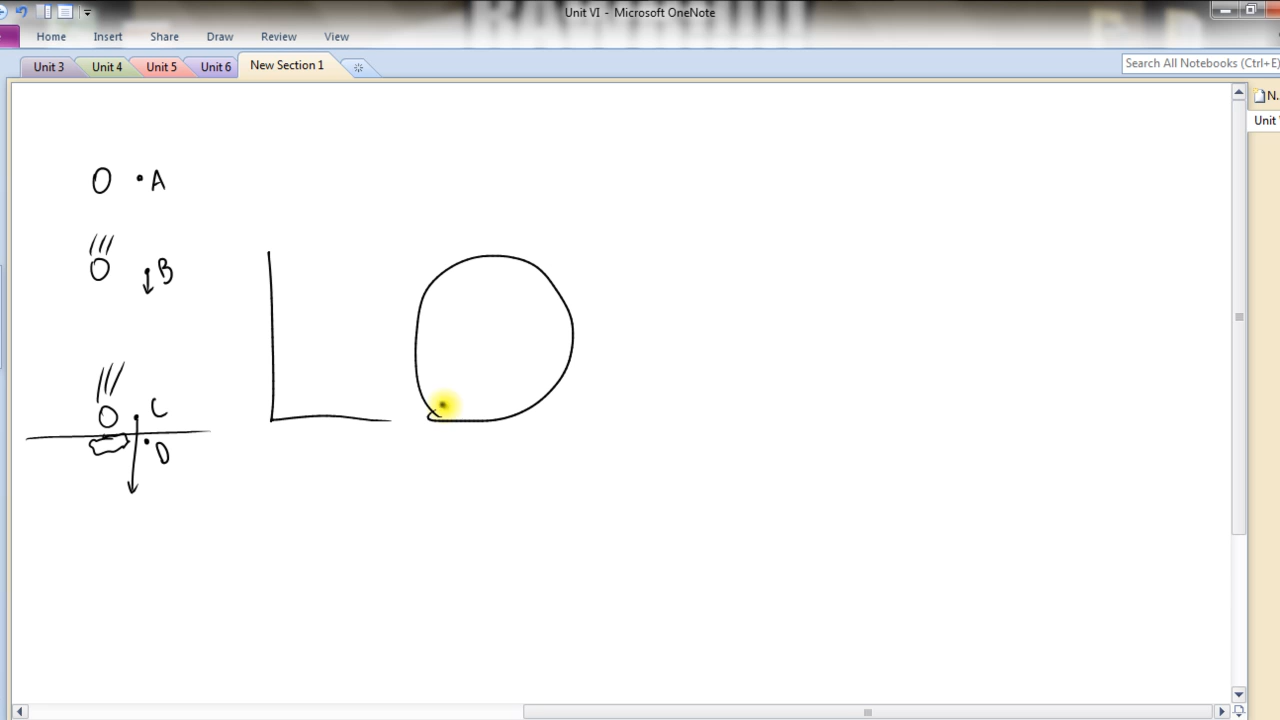 Unit VI - Microsoft OneNote
Home Insert Share Draw Review View
Unit 3 Unit 4 Unit 5 Unit 6 New Section 1
Search All Notebooks (Ctrl+E)
N..
Unit
A
B
C
D